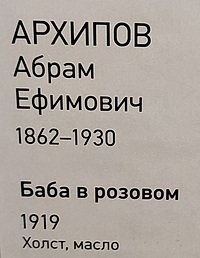 АРХИПОВ
Абрам
Ефимович
1862–1930
Баба в розовом
1919
Холст, масло